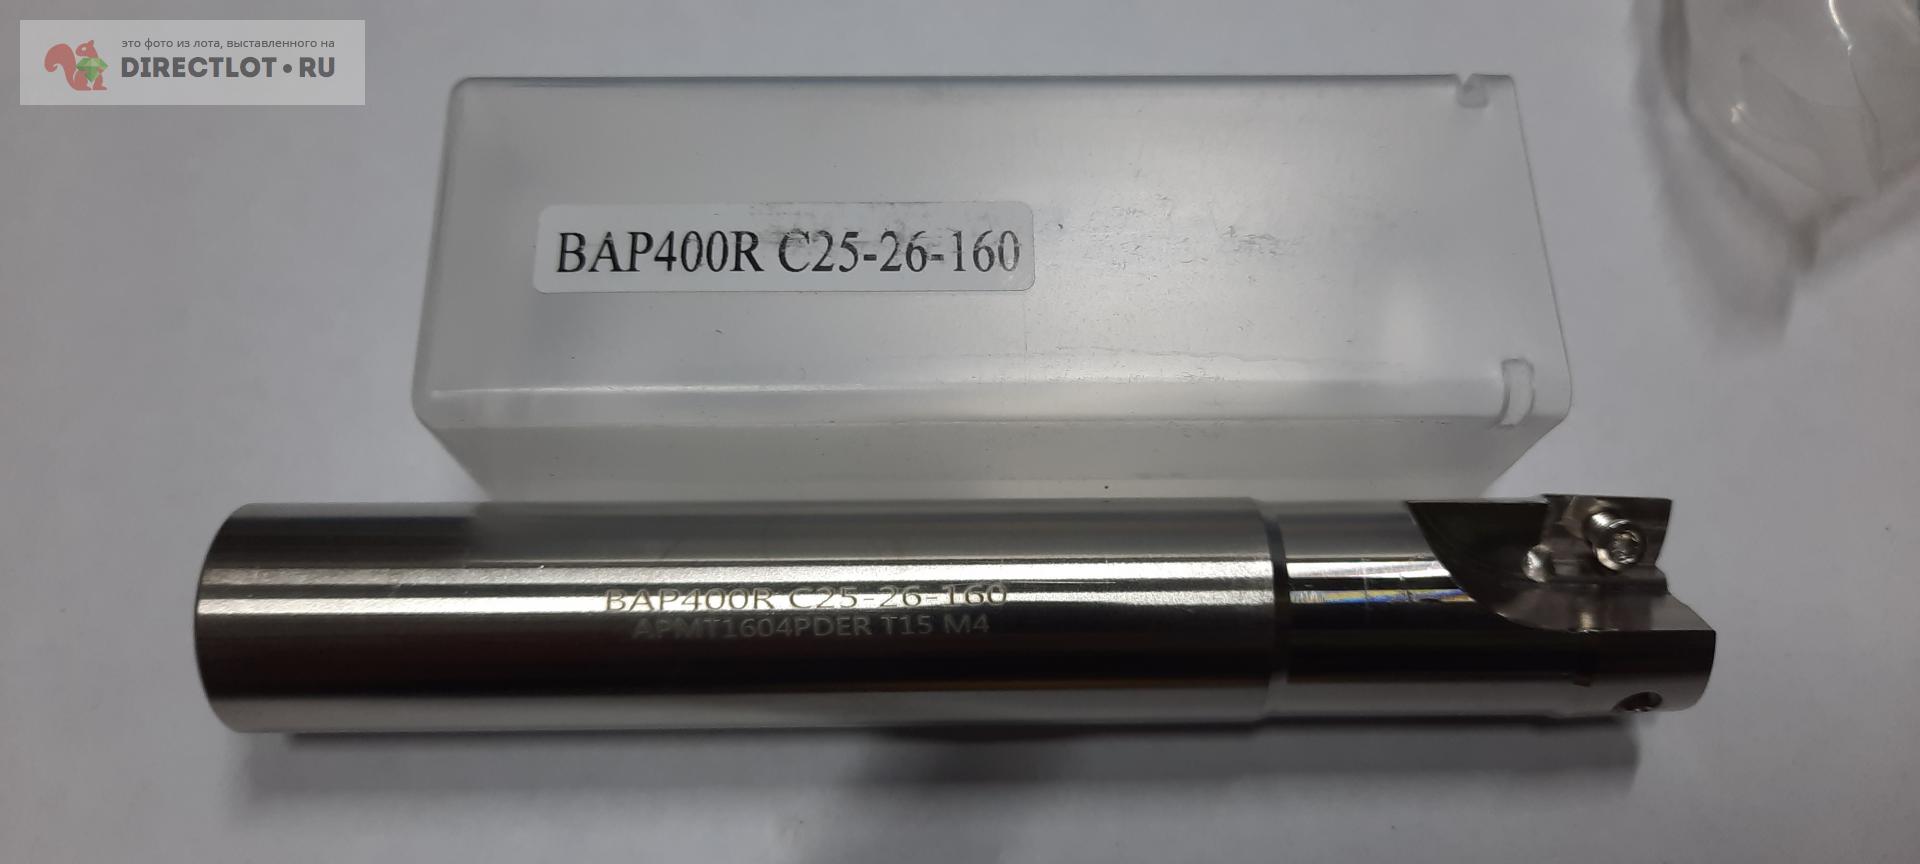 это фото из лота, выставленного на
DIRECTLOT•RU
BAP400R C25-26-160
BAP400R C25-26-160
APMT1604PDER T15 M4